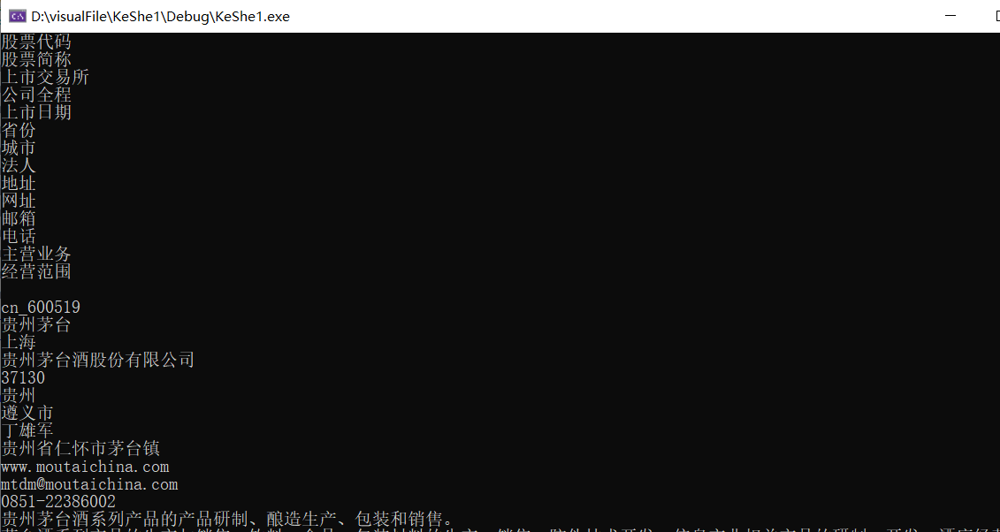 D:\visualFile\KeShe1\Debug\KeShe1.exe
股票代码
股票简称
上市交易所
公司全程
上市日期
省份
城市
法人
地址
网址
邮箱
电话
主营业务
经营范围
cn_600519
贵州茅台
上海
贵州茅台酒股份有限公司
37130
贵州
遵义市
丁雄军
贵州省仁怀市茅台镇
www.moutaichina.com
mtdm@moutaichina.com
0851-22386002
贵州茅台酒系列产品的产品研制、酿造生产、包装和销售。